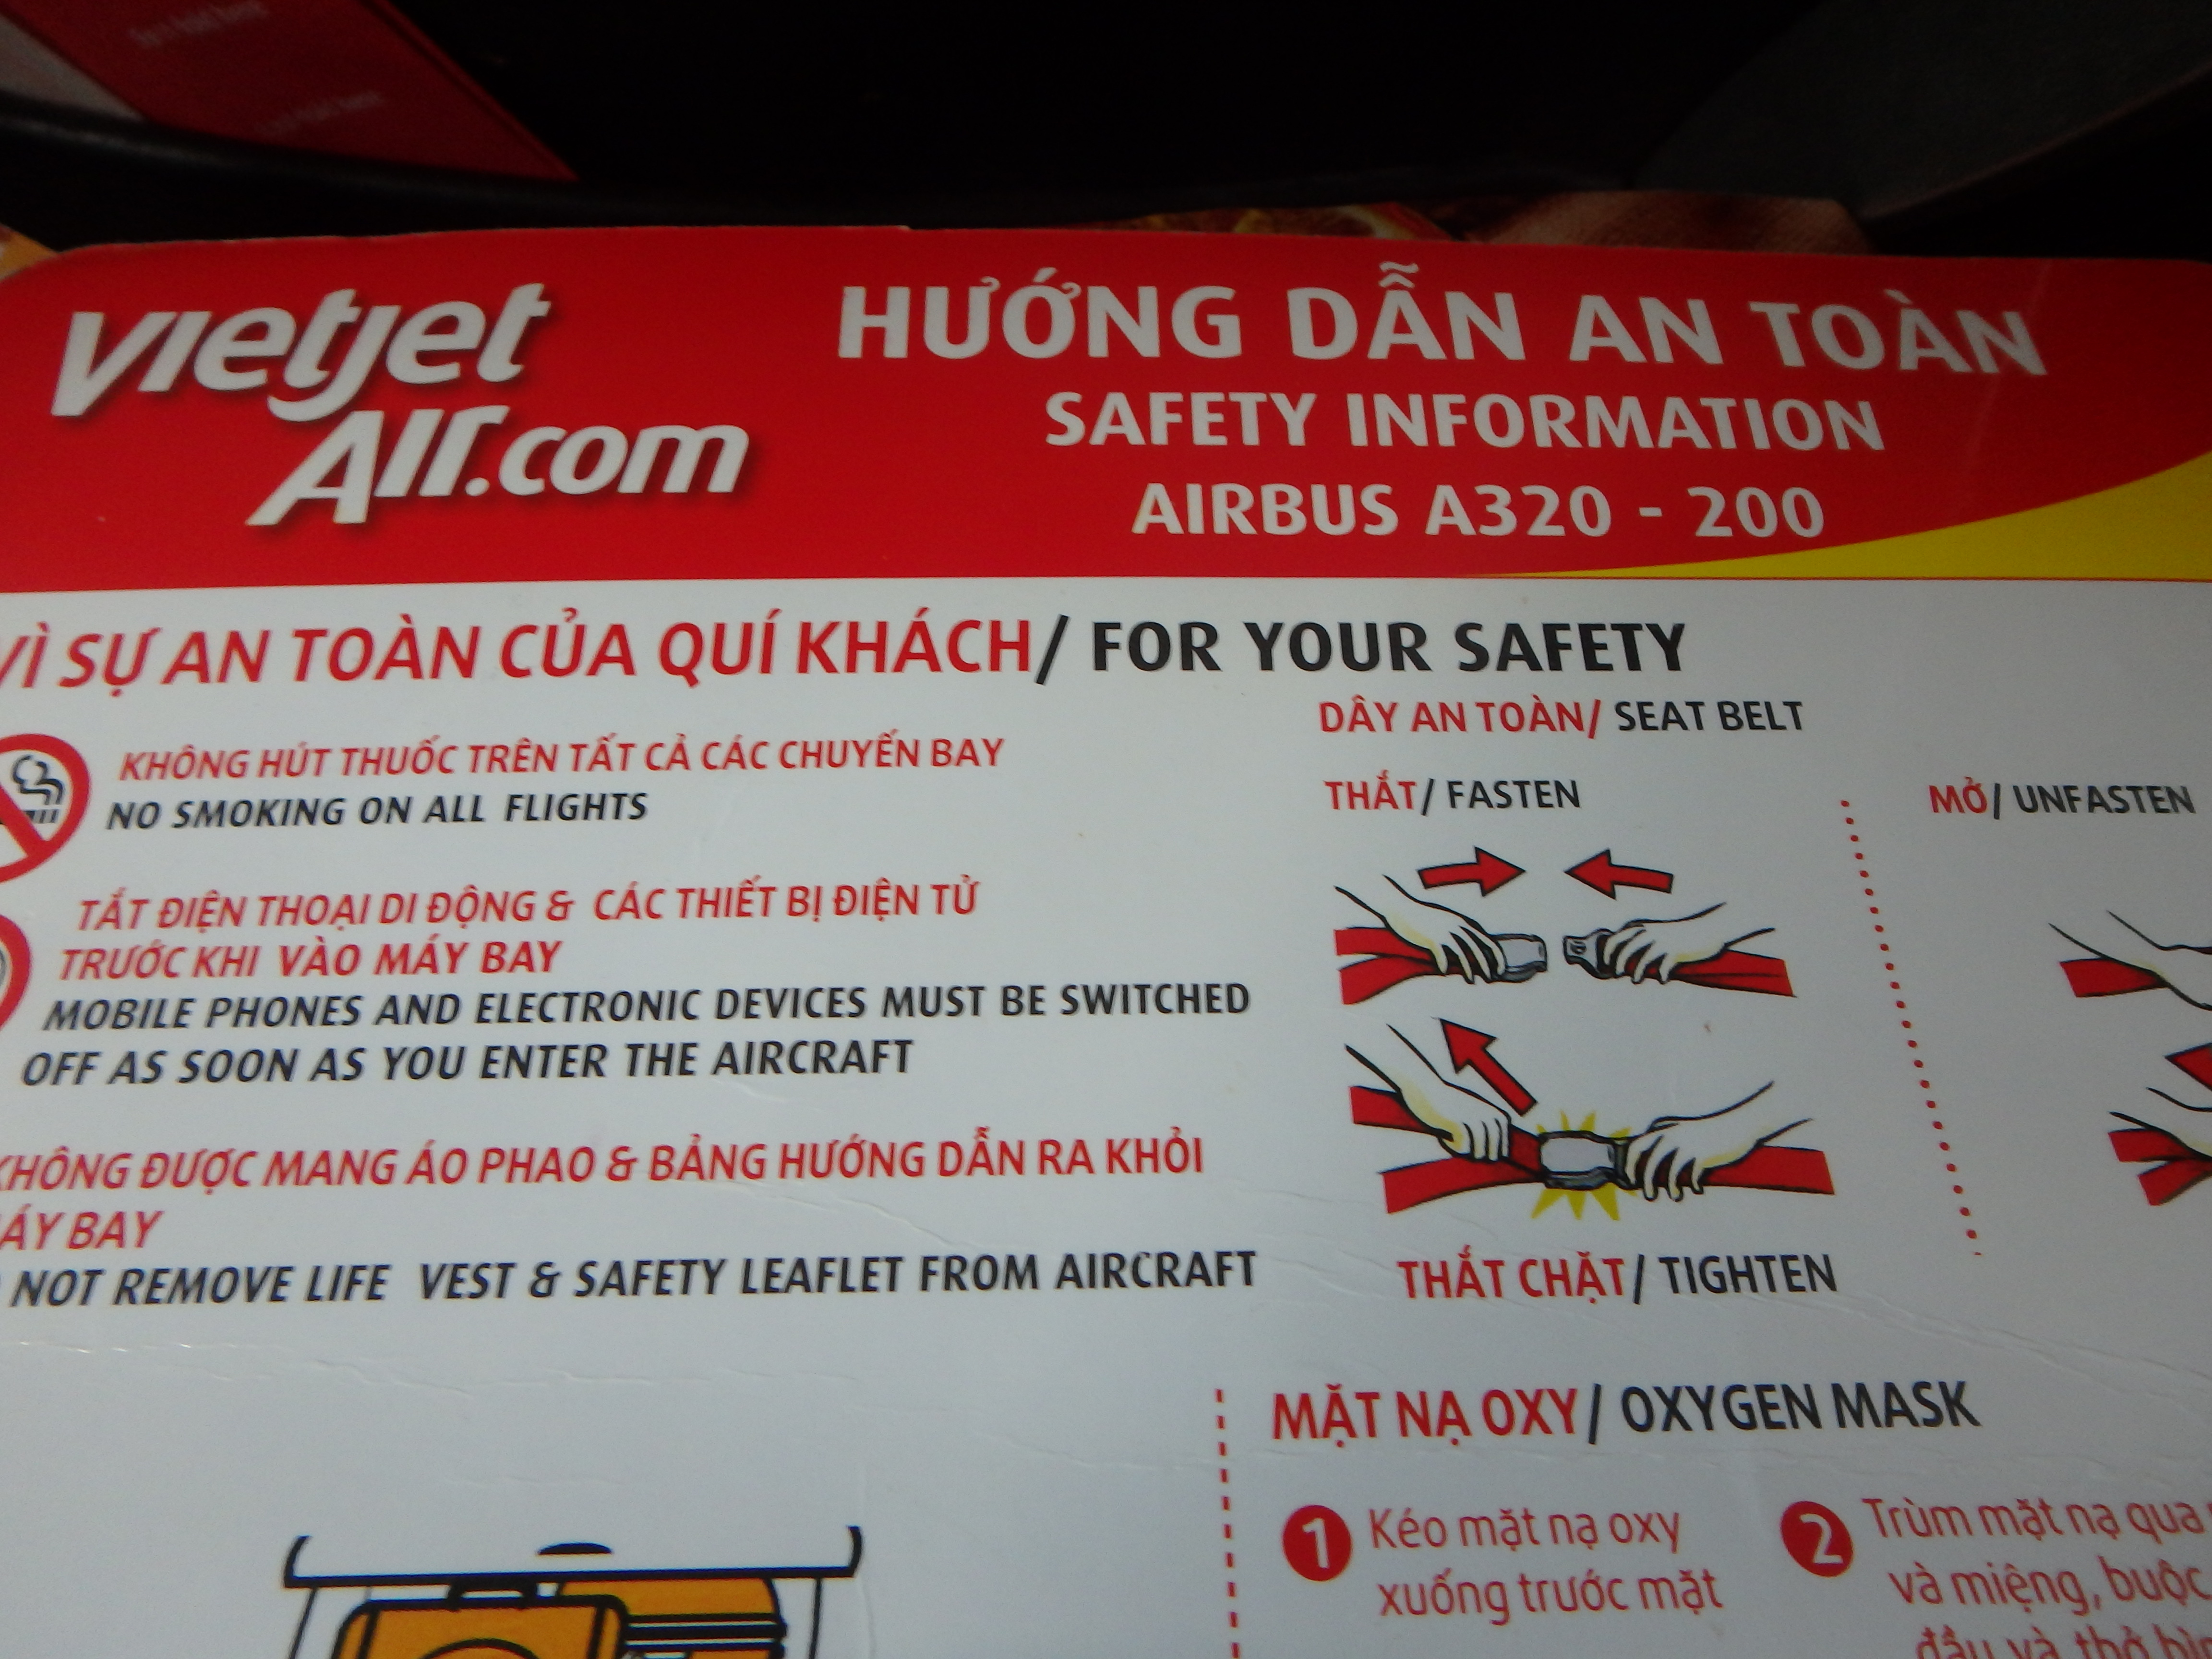 vietjet
Air.com
HƯỚNG DẪN AN TOÀN
SAFETY INFORMATION
AIRBUS A320 - 200
VÌ SỰ AN TOÀN CỦA QUÍ KHÁCH/ FOR YOUR SAFETY
KHÔNG HÚT THUỐC TRÊN TẤT CẢ CÁC CHUYẾN BAY
NO SMOKING ON ALL FLIGHTS
TẮT ĐIỆN THOẠI DI ĐỘNG & CÁC THIẾT BỊ ĐIỆN TỬ
TRƯỚC KHI VÀO MÁY BAY
MOBILE PHONES AND ELECTRONIC DEVICES MUST BE SWITCHED
OFF AS SOON AS YOU ENTER THE AIRCRAFT
KHÔNG ĐƯỢC MANG ÁO PHAO & BẢNG HƯỚNG DẪN RA KHỎI
ÁY BAY
NOT REMOVE LIFE VEST & SAFETY LEAFLET FROM AIRCRAFT
DÂY AN TOÀN/ SEAT BELT
THẮT/ FASTEN
MỞ/ UNFASTEN
THẮT CHẶT/ TIGHTEN
MẶT NẠ OXY/ OXYGEN MASK
1 Kéo mặt nạ oxy
xuống trước mặt
2 Trùm mặt nạ qua
và miệng, buộc
đầu và thở